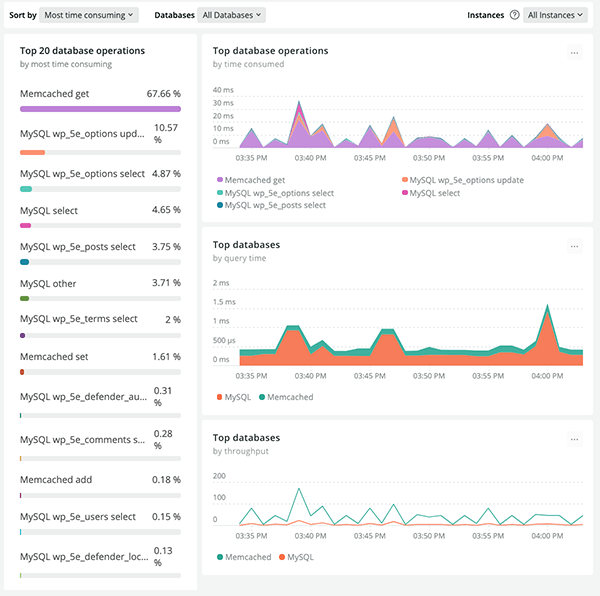 Sort by Most time consuming Databases All Databases Instances ? All Instances
Top 20 database operations
by most time consuming
Memcached get 67.66 %
MySQL wp_5e_options upd... 10.57
%
MySQL wp_5e_options select 4.87 %
MySQL select 4.65 %
MySQL wp_5e_posts select 3.75 %
MySQL other 3.71 %
MySQL wp_5e_terms select 2 %
Memcached set 1.61 %
MySQL wp_5e_defender_au... 0.31
%
MySQL wp_5e_comments s... 0.28
%
Memcached add 0.18 %
MySQL wp_5e_users select 0.15 %
MySQL wp_5e_defender_loc... 0.13
%
Top database operations ...
by time consumed
40 ms
30 ms
20 ms
10 ms
0 ms
03:35 PM 03:40 PM 03:45 PM 03:50 PM 03:55 PM 04:00 PM
Memcached get MySQL wp_5e_options update
MySQL wp_5e_options select MySQL select
MySQL wp_5e_posts select
Top databases ...
by query time
2 ms
1.5 ms
1 ms
500 µs
0 ms
03:35 PM 03:40 PM 03:45 PM 03:50 PM 03:55 PM 04:00 PM
MySQL Memcached
Top databases ...
by throughput
200
100
0
03:35 PM 03:40 PM 03:45 PM 03:50 PM 03:55 PM 04:00 PM
Memcached MySQL